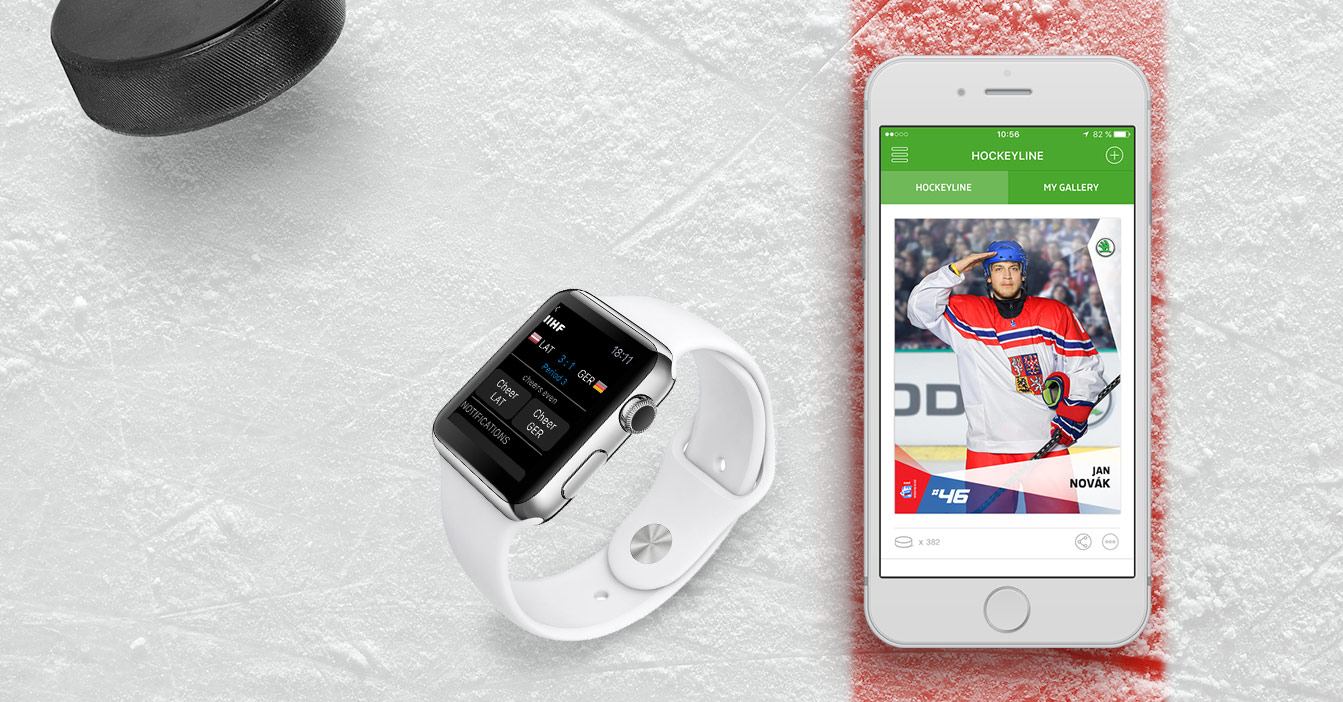 IIHF
18:11
LAT 3:1 GER
Period 3
cheers even
Cheer
LAT
Cheer
GER
NOTIFICATIONS
10:56
82 %
HOCKEYLINE
HOCKEYLINE
MY GALLERY
OD
JAN
NOVÁK
#46
x 382